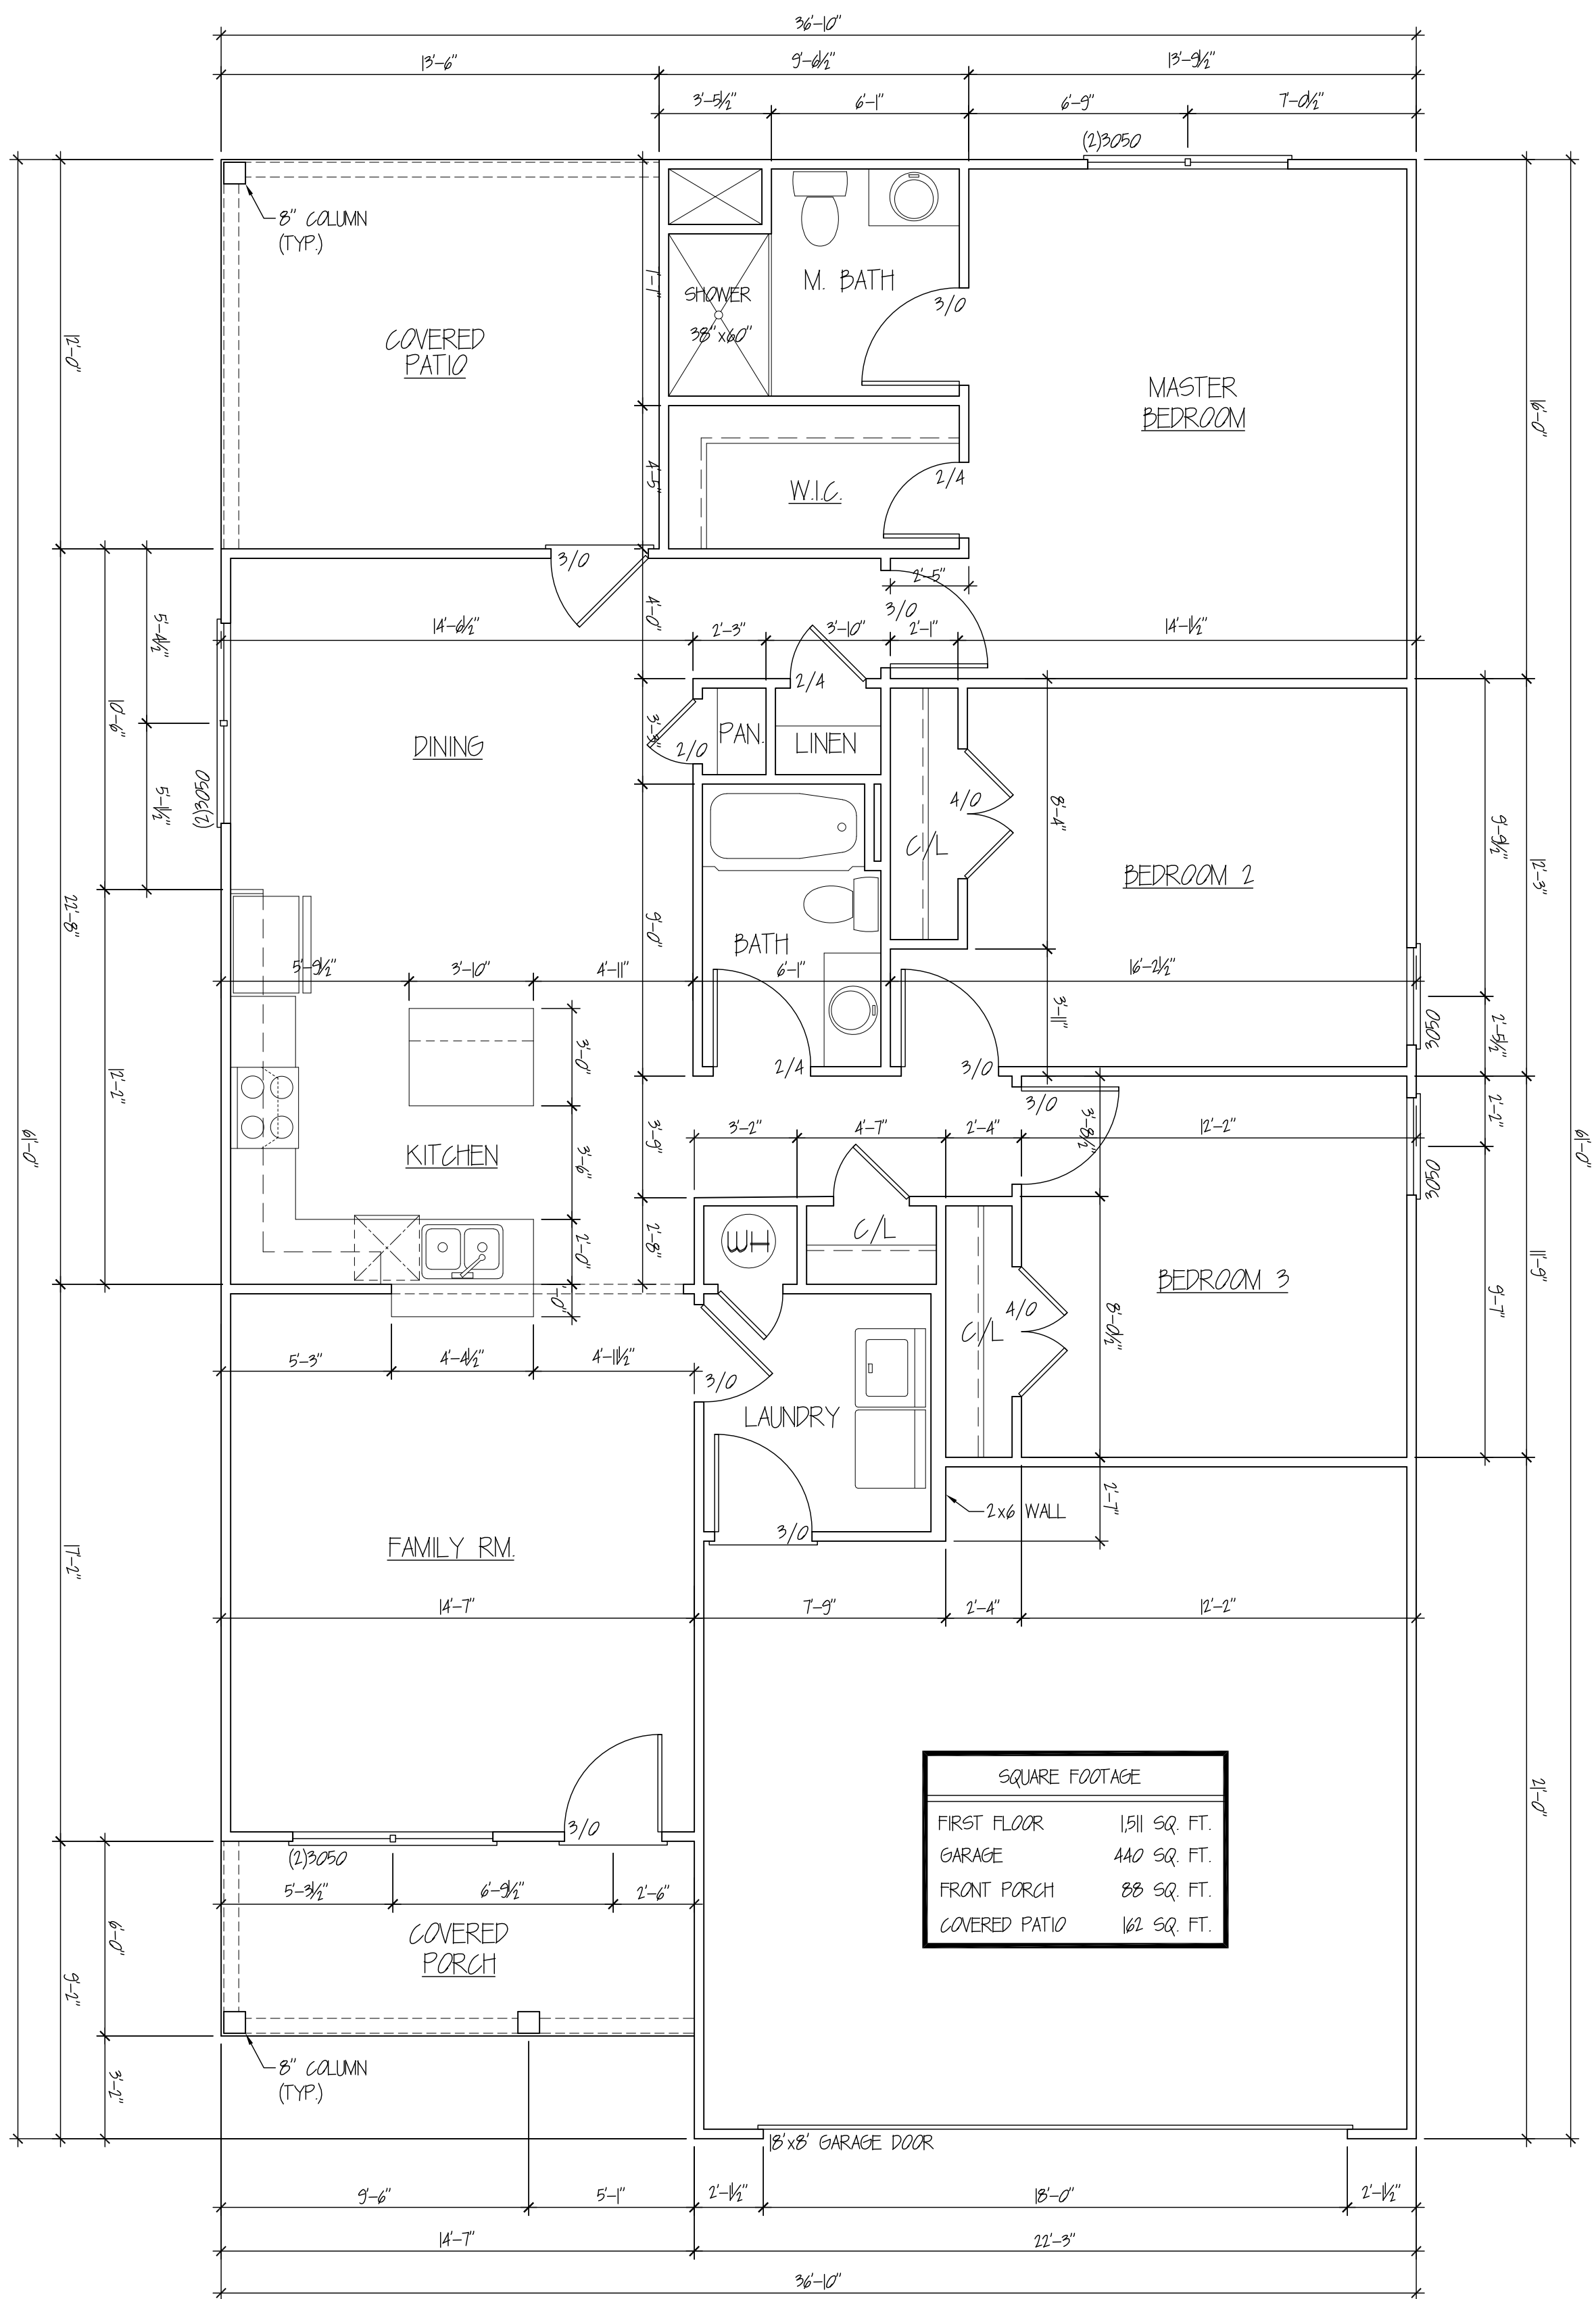 36'-10"
13'-6" 9'-6½" 13'-9½"
3'-5½" 6'-1" 6'-9" 7'-0½"
(2)3050
8" COLUMN
(TYP.)
M. BATH
3/0
SHOWER
38"x60"
7'-1"
COVERED
PATIO
12'-0"
MASTER
BEDROOM
16'-0"
4'-5"
W.I.C.
2/4
3/0
2'-5"
3/0
4'-0"
5'-4½"
14'-6½" 2'-3" 3'-10" 2'-1" 14'-1½"
2/4
10'-6"
DINING
3'-3"
2/0
PAN.
LINEN
5'-1½"
(2)3050
4/0
8'-4"
C/L
9'-9½"
12'-3"
BEDROOM 2
22'-8"
9'-0"
BATH
5'-9½" 3'-10" 4'-11" 6'-1" 16'-2½"
3'-11"
3050
2'-5½"
3'-0"
2/4
3/0
12'-2"
3/0
2'-2"
3'-8½"
3'-9"
3'-2" 4'-7" 2'-4" 12'-2"
61'-0"
61'-0"
KITCHEN
3'-6"
3050
C/L
WH
2'-0"
2'-8"
11'-9"
BEDROOM 3
1'-0"
4/0
C/L
8'-0½"
9'-7"
5'-3" 4'-4½" 4'-11½"
3/0
LAUNDRY
2'-7"
2x6 WALL
3/0
FAMILY RM.
17'-2"
14'-7" 7'-9" 2'-4" 12'-2"
21'-0"
SQUARE FOOTAGE
FIRST FLOOR 1,511 SQ. FT.
GARAGE 440 SQ. FT.
FRONT PORCH 88 SQ. FT.
COVERED PATIO 162 SQ. FT.
3/0
(2)3050
5'-3½" 6'-9½" 2'-6"
COVERED
PORCH
6'-0"
9'-2"
8" COLUMN
(TYP.)
3'-2"
18'x8' GARAGE DOOR
9'-6" 5'-1" 2'-1½" 18'-0" 2'-1½"
14'-7" 22'-3"
36'-10"